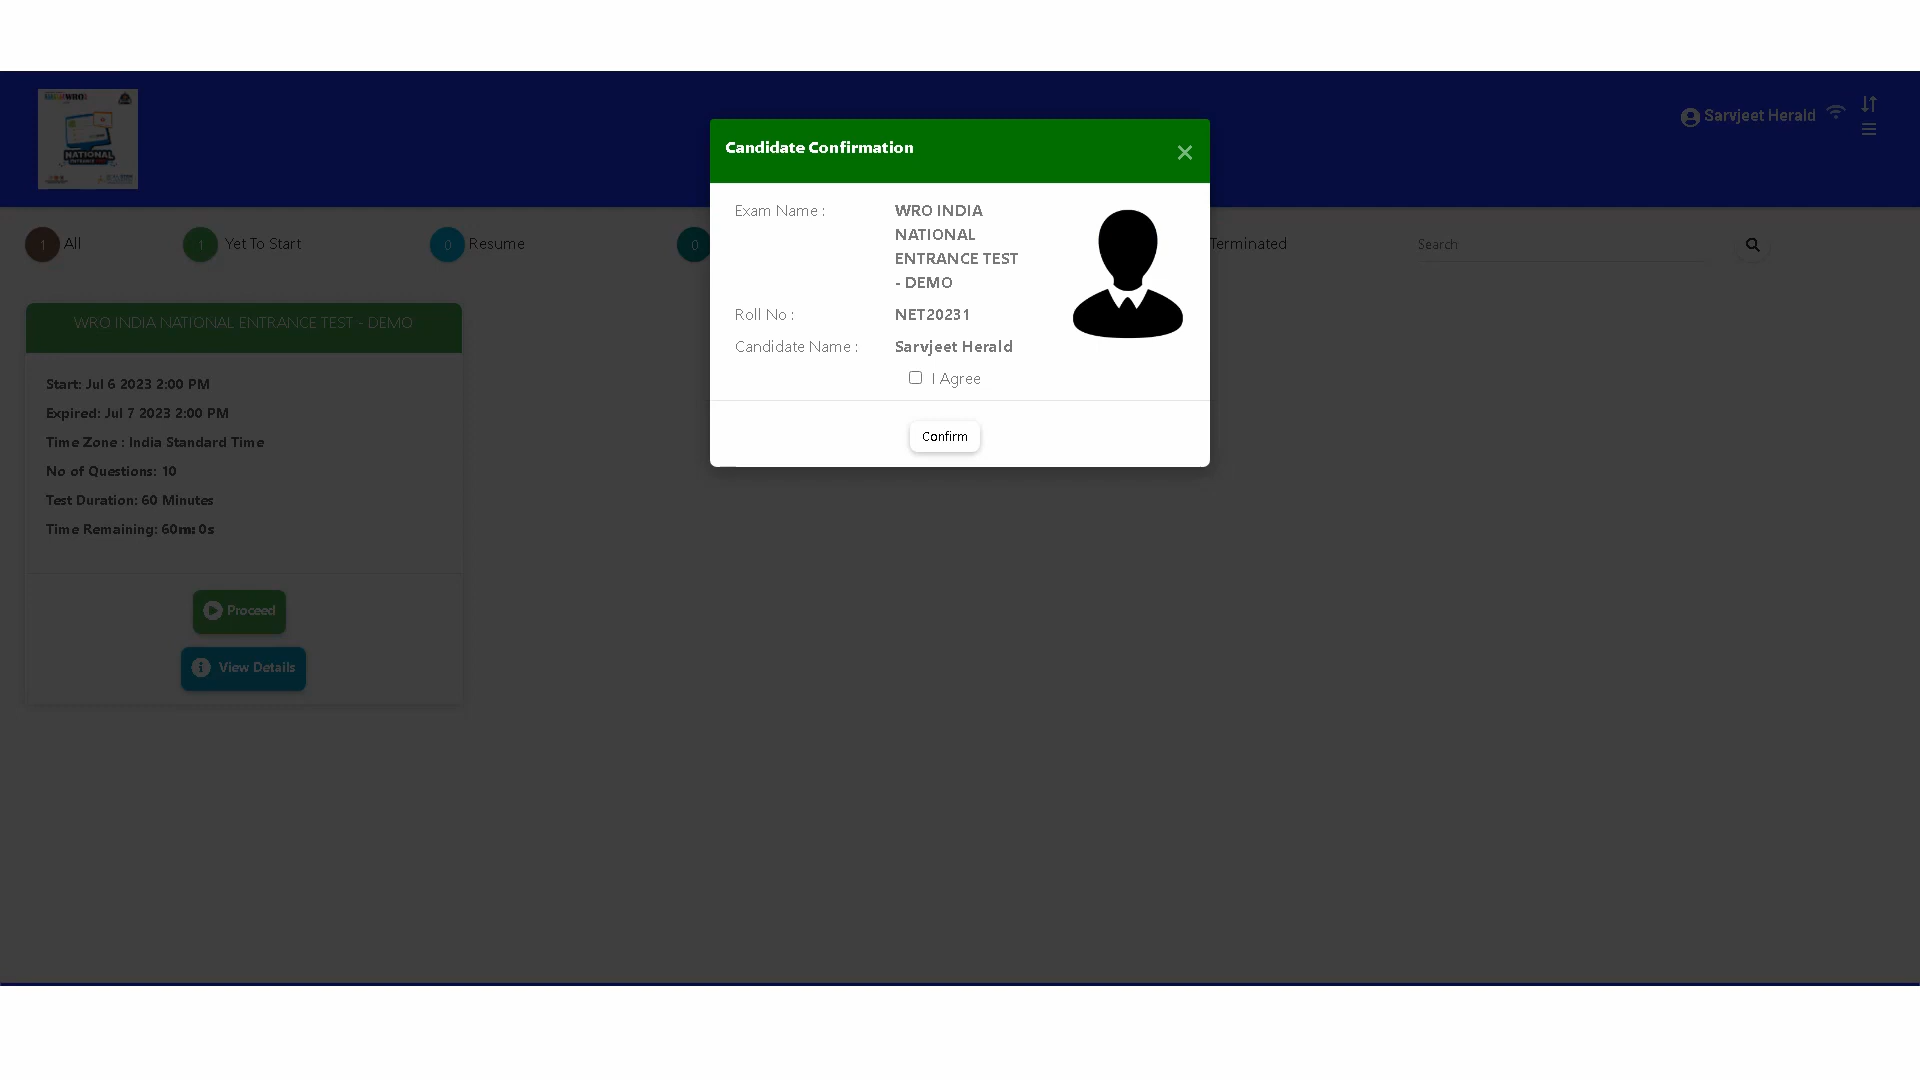 WRO
NATIONAL
Sarvjeet Herald
Candidate Confirmation
Exam Name :
WRO INDIA
NATIONAL
ENTRANCE TEST
- DEMO
Roll No :
NET20231
Candidate Name :
Sarvjeet Herald
I Agree
Confirm
1 All
1 Yet To Start
0 Resume
0
Terminated
Search
WRO INDIA NATIONAL ENTRANCE TEST - DEMO
Start: Jul 6 2023 2:00 PM
Expired: Jul 7 2023 2:00 PM
Time Zone : India Standard Time
No of Questions: 10
Test Duration: 60 Minutes
Time Remaining: 60m:0s
Proceed
View Details